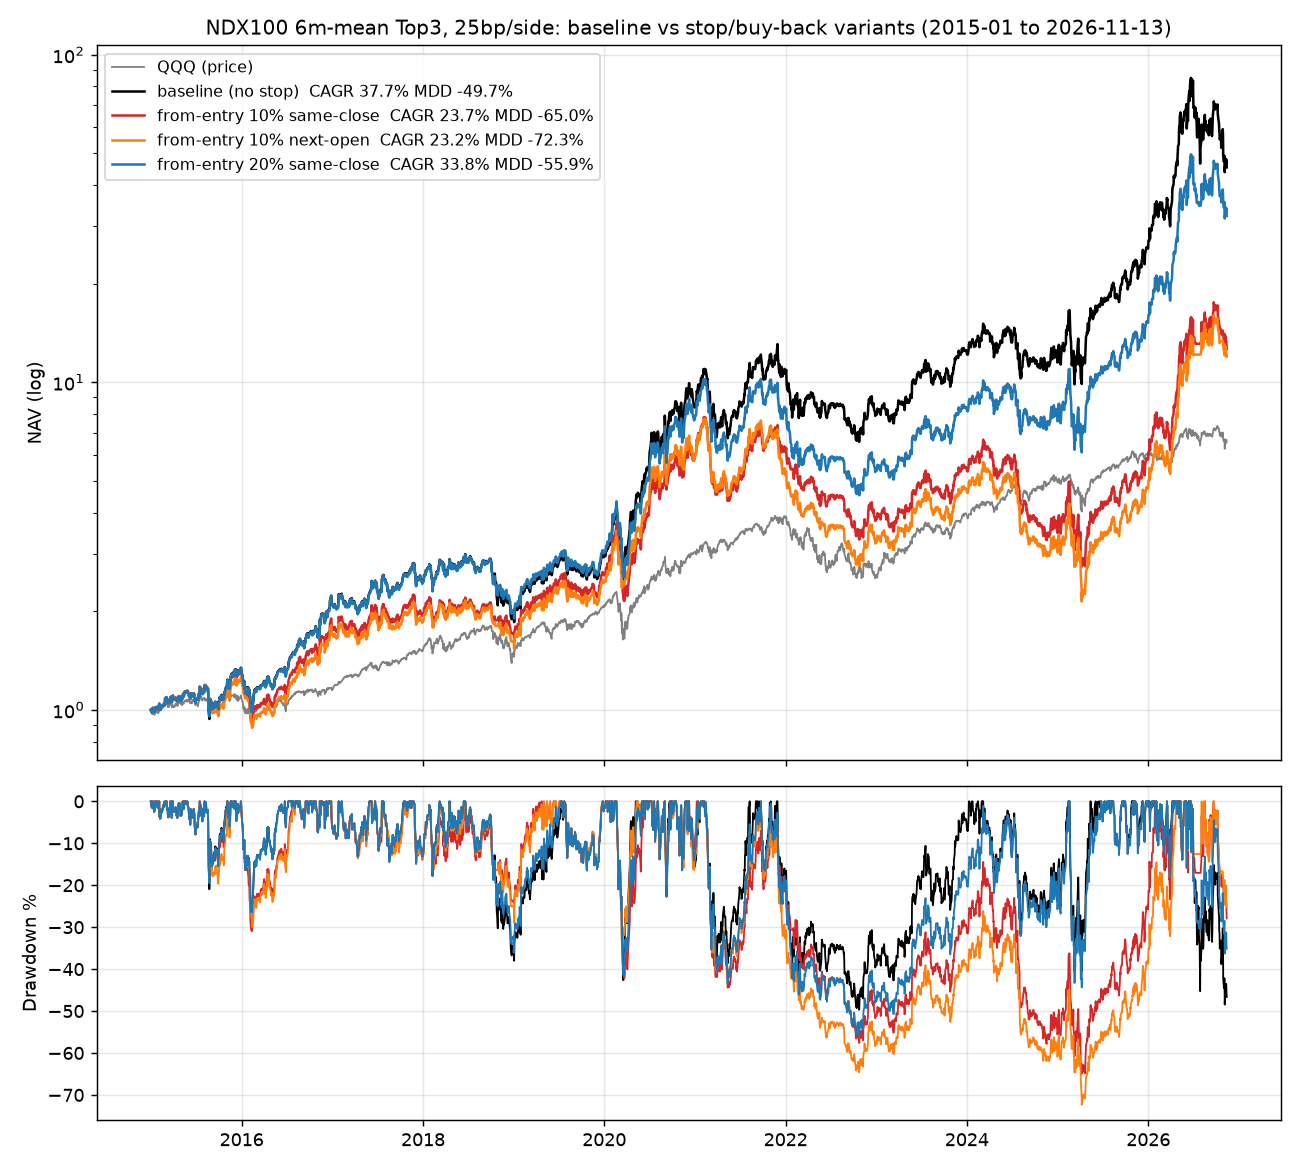 NDX100 6m-mean Top3, 25bp/side: baseline vs stop/buy-back variants (2015-01 to 2026-11-13)
QQQ (price)
baseline (no stop)  CAGR 37.7% MDD -49.7%
from-entry 10% same-close  CAGR 23.7% MDD -65.0%
from-entry 10% next-open  CAGR 23.2% MDD -72.3%
from-entry 20% same-close  CAGR 33.8% MDD -55.9%
NAV (log)
10²
10¹
10⁰
Drawdown %
0
−10
−20
−30
−40
−50
−60
−70
2016 2018 2020 2022 2024 2026